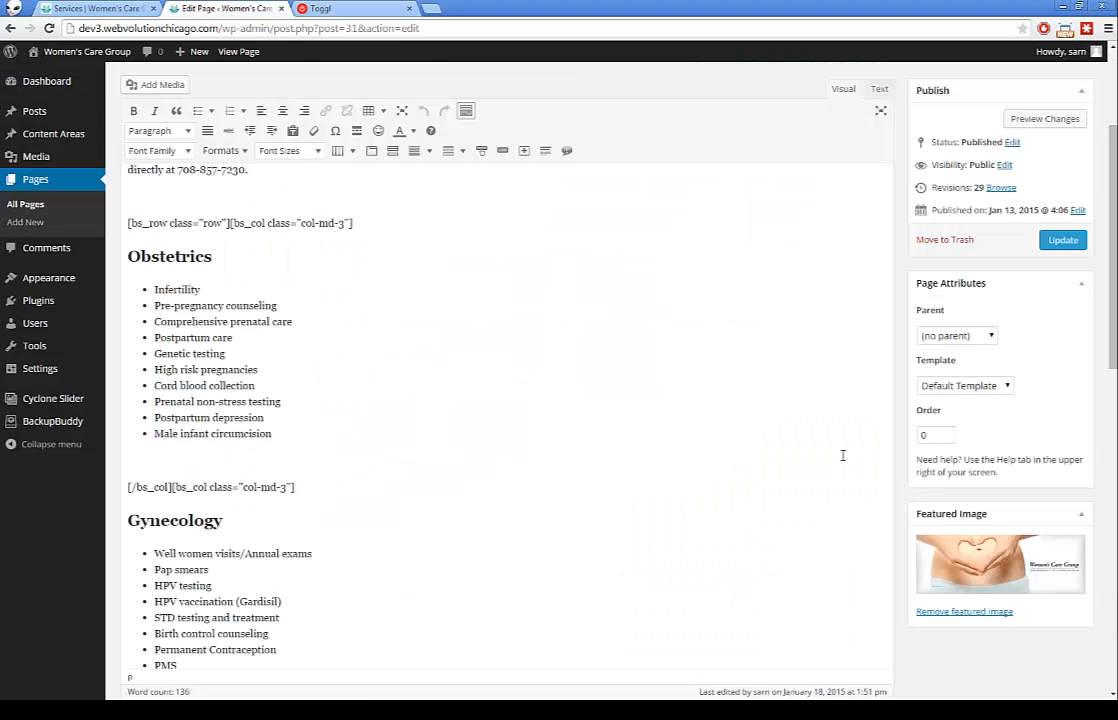 Services | Women's Care G
Edit Page ‹ Women's Care
Toggl
dev3.webvolutionchicago.com/wp-admin/post.php?post=31&action=edit
Women's Care Group
0
New
View Page
Howdy, sarn
Dashboard
Posts
Content Areas
Media
Pages
All Pages
Add New
Comments
Appearance
Plugins
Users
Tools
Settings
Cyclone Slider
BackupBuddy
Collapse menu
Add Media
Visual
Text
Paragraph
Font Family
Formats
Font Sizes
directly at 708-857-7230.
[bs_row class="row"][bs_col class="col-md-3"]
Obstetrics
Infertility
Pre-pregnancy counseling
Comprehensive prenatal care
Postpartum care
Genetic testing
High risk pregnancies
Cord blood collection
Prenatal non-stress testing
Postpartum depression
Male infant circumcision
[/bs_col][bs_col class="col-md-3"]
Gynecology
Well women visits/Annual exams
Pap smears
HPV testing
HPV vaccination (Gardisil)
STD testing and treatment
Birth control counseling
Permanent Contraception
PMS
P
Word count: 136
Last edited by sarn on January 18, 2015 at 1:51 pm
Publish
Preview Changes
Status: Published Edit
Visibility: Public Edit
Revisions: 29 Browse
Published on: Jan 13, 2015 @ 4:06 Edit
Move to Trash
Update
Page Attributes
Parent
(no parent)
Template
Default Template
Order
0
Need help? Use the Help tab in the upper
right of your screen.
Featured Image
Women's Care Group
Remove featured image